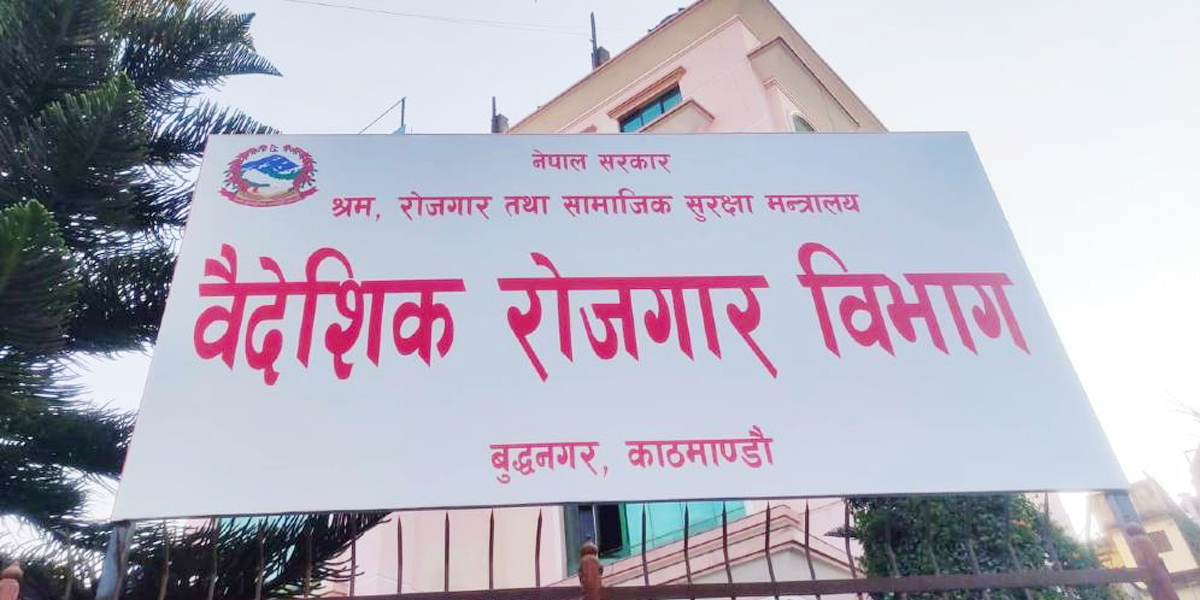 नेपाल सरकार
श्रम, रोजगार तथा सामाजिक सुरक्षा मन्त्रालय
वैदेशिक रोजगार विभाग
बुद्धनगर, काठमाण्डौ